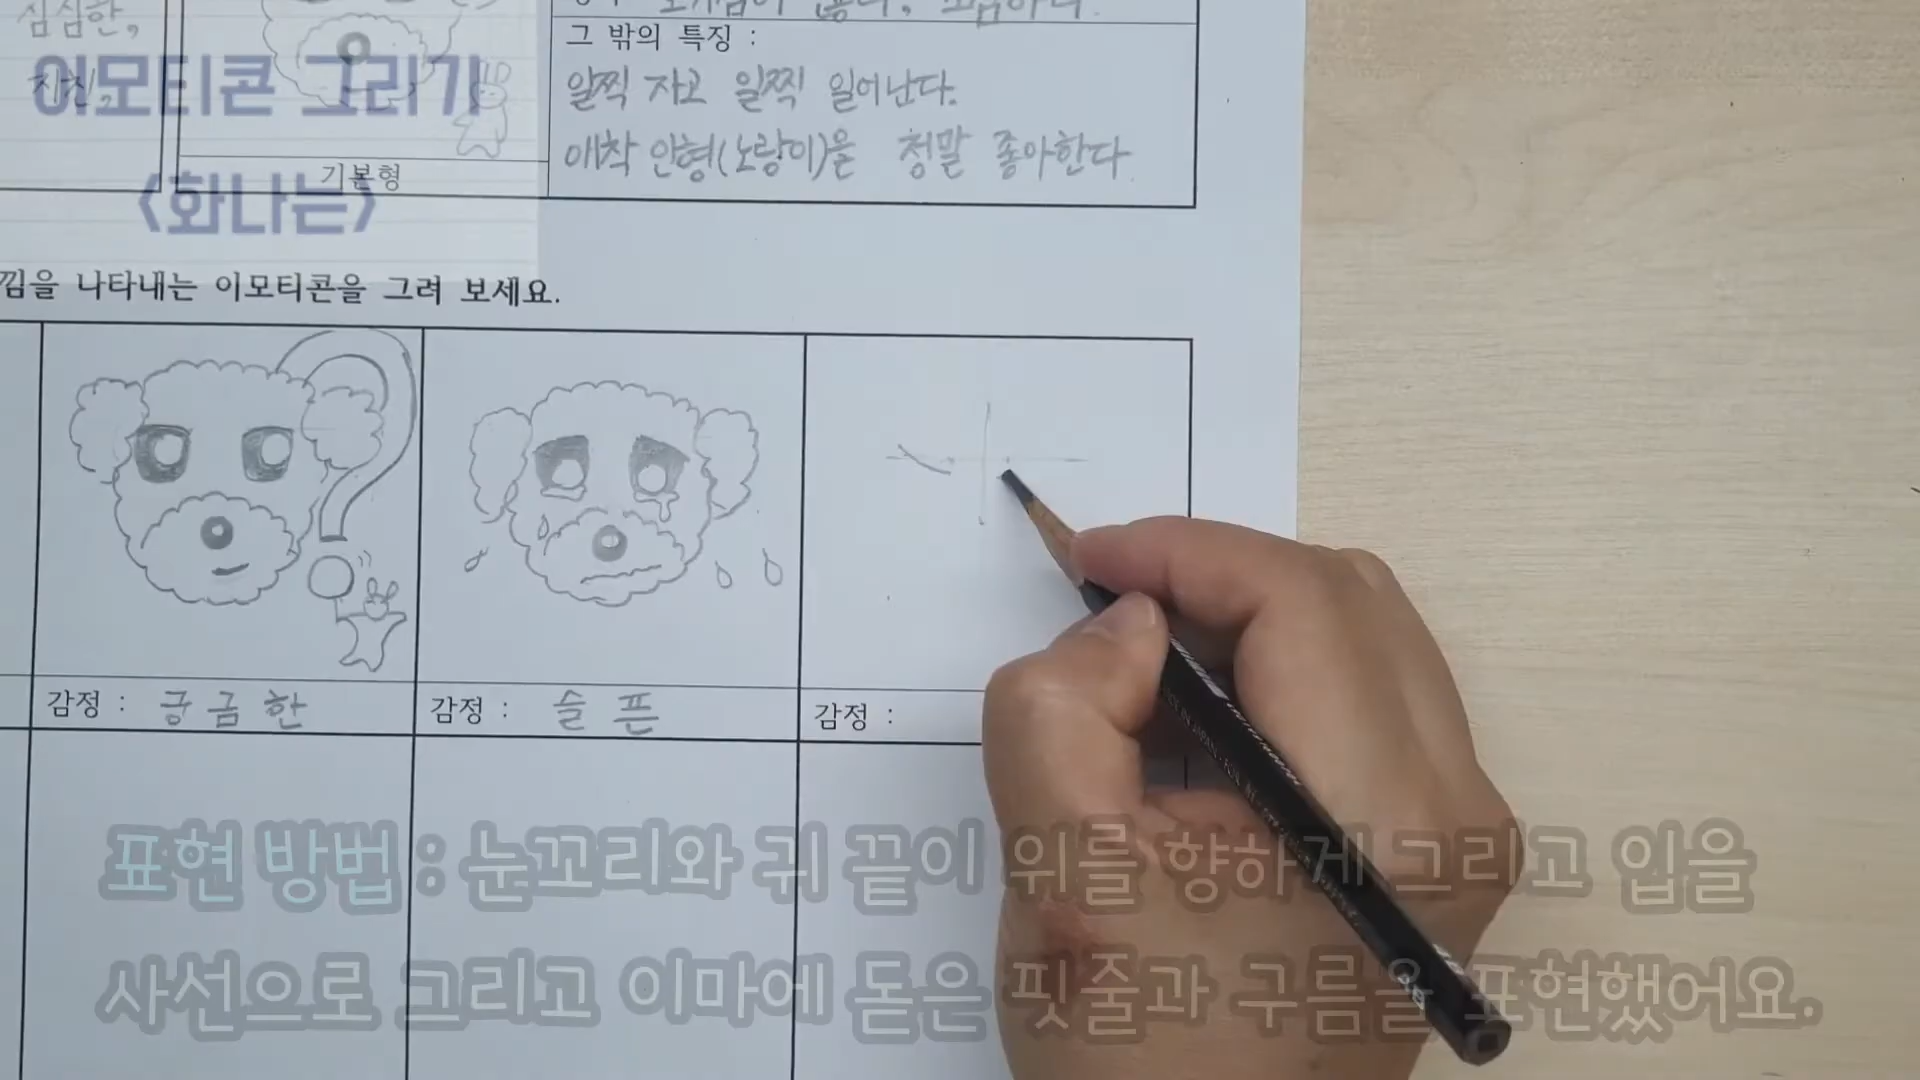 심심한,
지친,
이모티콘 그리기
<화나는>
기본형
그 밖의 특징 :
일찍 자고 일찍 일어난다.
애착 인형(노랑이)을 정말 좋아한다.
낌을 나타내는 이모티콘을 그려 보세요.
감정 : 궁금한
감정 : 슬픈
감정 :
표현 방법 : 눈꼬리와 귀 끝이 위를 향하게 그리고 입을
사선으로 그리고 이마에 돋은 핏줄과 구름을 표현했어요.